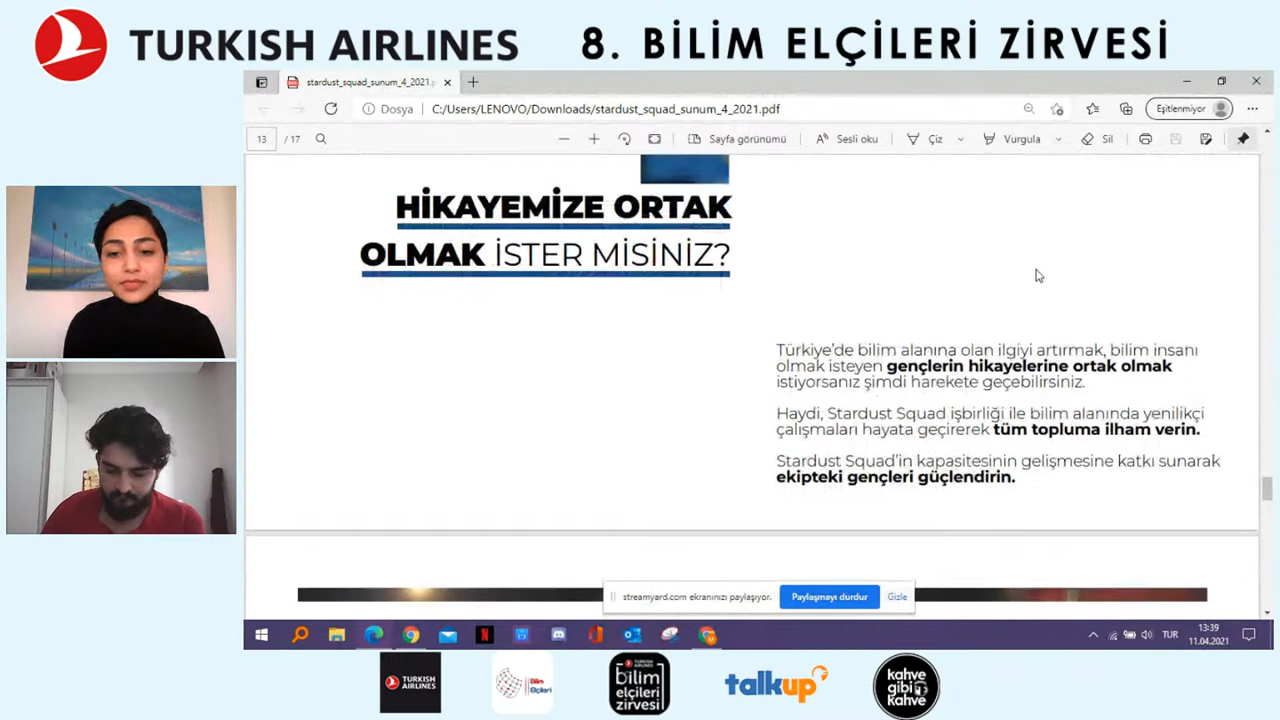 TURKISH AIRLINES
8. BİLİM ELÇİLERİ ZİRVESİ
stardust_squad_sunum_4_2021.p
Dosya
C:/Users/LENOVO/Downloads/stardust_squad_sunum_4_2021.pdf
Eşitlenmiyor
13 / 17
Sayfa görünümü
Sesli oku
Çiz
Vurgula
Sil
HİKAYEMİZE ORTAK
OLMAK İSTER MİSİNİZ?
Türkiye'de bilim alanına olan ilgiyi artırmak, bilim insanı
olmak isteyen gençlerin hikayelerine ortak olmak
istiyorsanız şimdi harekete geçebilirsiniz.
Haydi, Stardust Squad işbirliği ile bilim alanında yenilikçi
çalışmaları hayata geçirerek tüm topluma ilham verin.
Stardust Squad'in kapasitesinin gelişmesine katkı sunarak
ekipteki gençleri güçlendirin.
streamyard.com ekranınızı paylaşıyor.
Paylaşmayı durdur
Gizle
TUR
13:39
11.04.2021
TURKISH
AIRLINES
Bilim
Elçileri
TURKISH
AIRLINES
bilim
elçileri
zirvesi
talkup
kahve
gibi
kahve